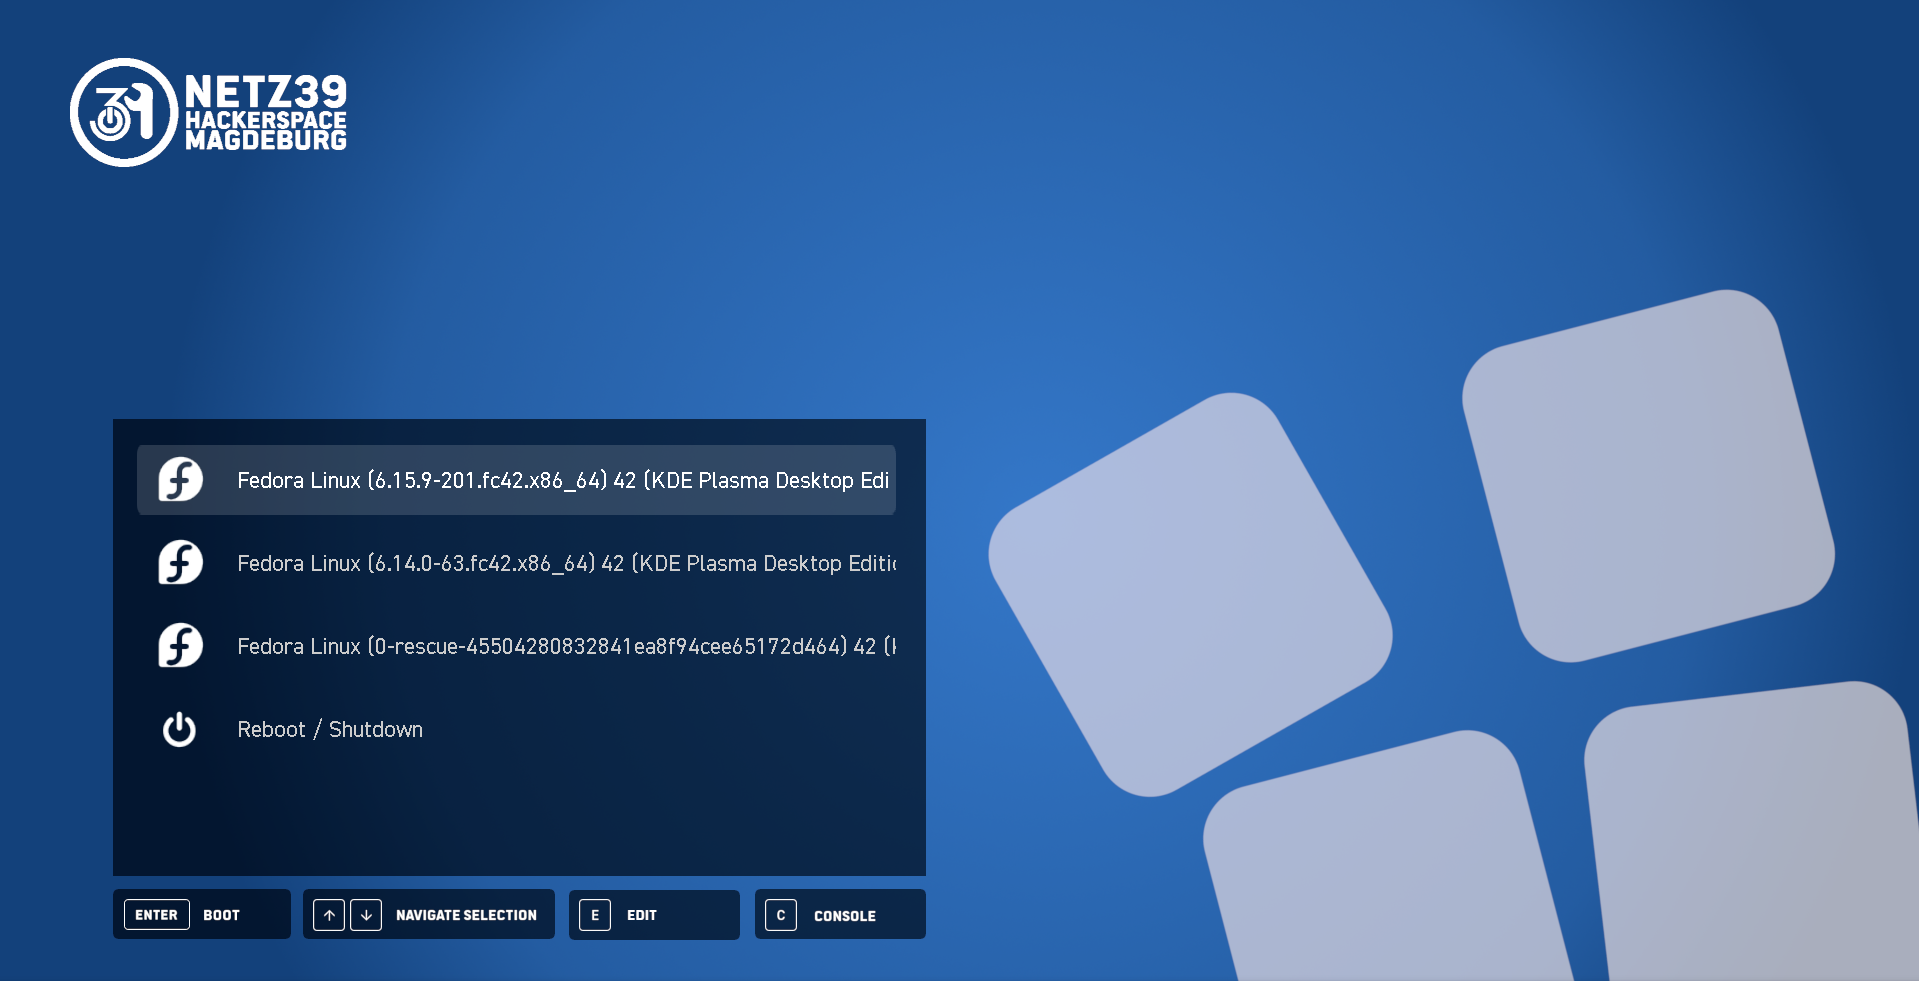 NETZ39
HACKERSPACE
MAGDEBURG
Fedora Linux (6.15.9-201.fc42.x86_64) 42 (KDE Plasma Desktop Edi
Fedora Linux (6.14.0-63.fc42.x86_64) 42 (KDE Plasma Desktop Editic
Fedora Linux (0-rescue-45504280832841ea8f94cee65172d464) 42 (K
Reboot / Shutdown
ENTER BOOT ↑ ↓ NAVIGATE SELECTION E EDIT C CONSOLE